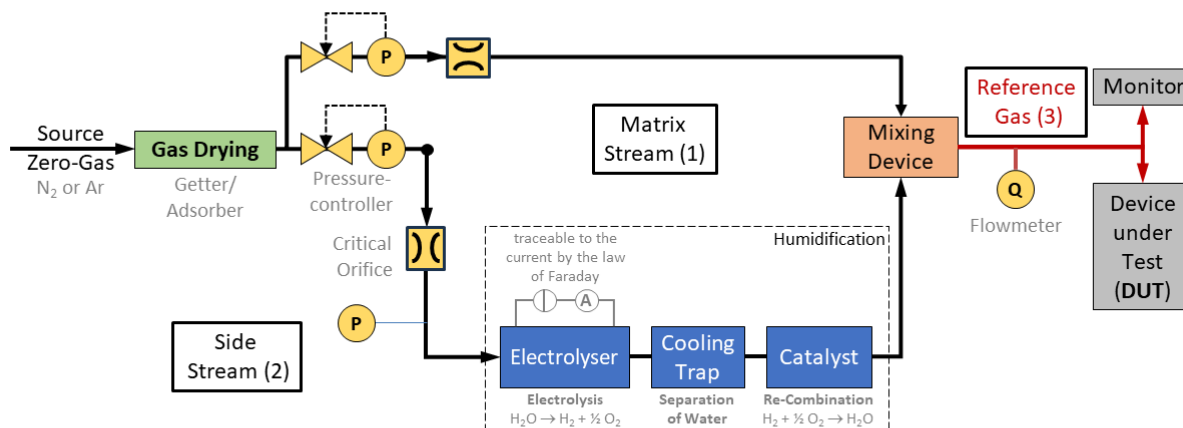 P
Source
Zero-Gas
N₂ or Ar
Gas Drying
Getter/
Adsorber
P
Pressure-
controller
Critical
Orifice
P
Side
Stream (2)
Matrix
Stream (1)
Humidification
traceable to the
current by the law
of Faraday
A
Electrolyser
Electrolysis
H₂O → H₂ + ½ O₂
Cooling
Trap
Separation
of Water
Catalyst
Re-Combination
H₂ + ½ O₂ → H₂O
Mixing
Device
Reference
Gas (3)
Q
Flowmeter
Monitor
Device
under
Test
(DUT)